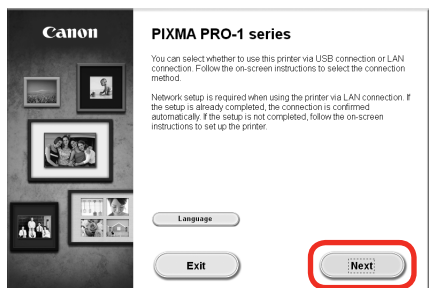 Canon
PIXMA PRO-1 series
You can select whether to use this printer via USB connection or LAN
connection. Follow the on-screen instructions to select the connection
method.
Network setup is required when using the printer via LAN connection. If
the setup is already completed, the connection is confirmed
automatically. If the setup is not completed, follow the on-screen
instructions to set up the printer.
Language
Exit
Next